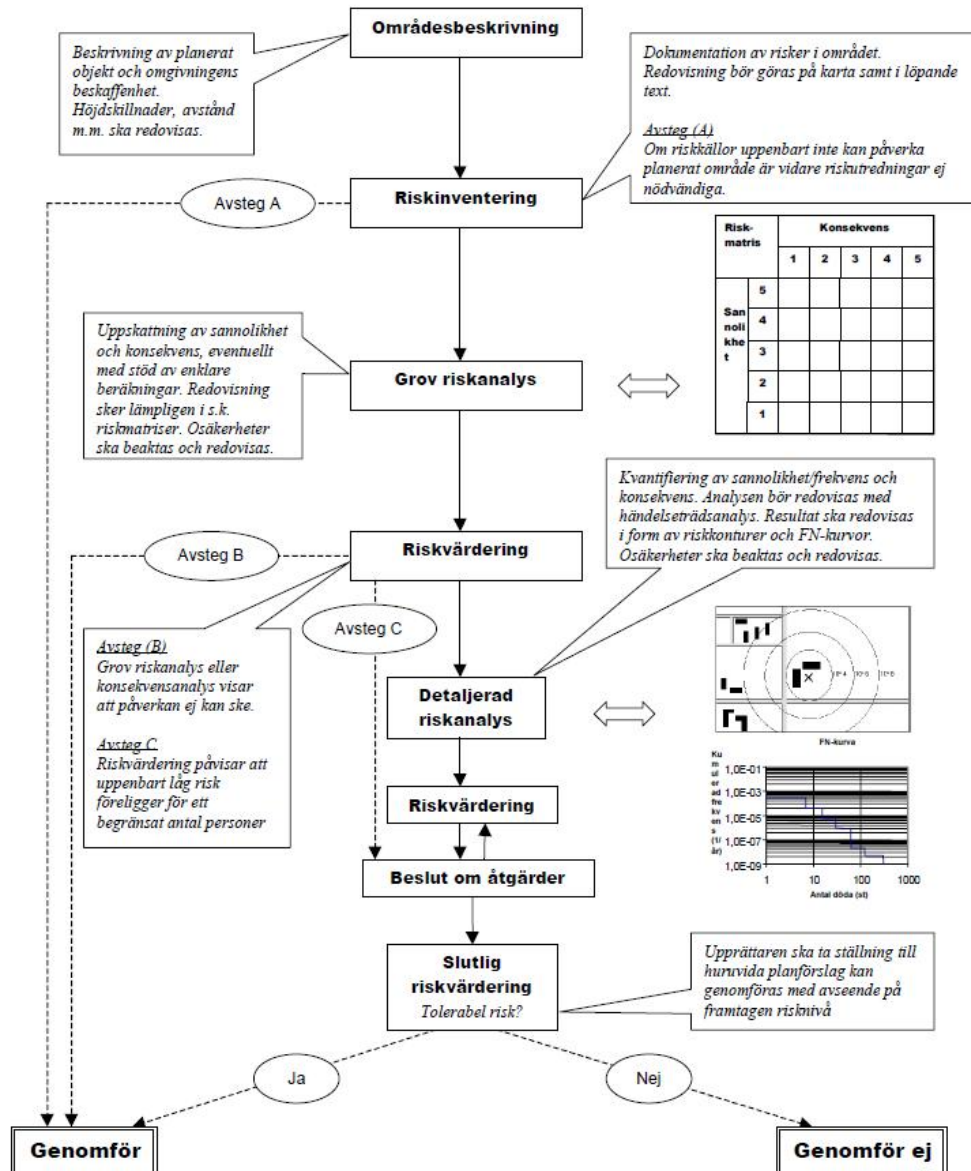 Områdesbeskrivning
Beskrivning av planerat
objekt och omgivningens
beskaffenhet.
Höjdskillnader, avstånd
m.m. ska redovisas.
Dokumentation av risker i området.
Redovisning bör göras på karta samt i löpande
text.
Avsteg (A)
Om riskkällor uppenbart inte kan påverka
planerat område är vidare riskutredningar ej
nödvändiga.
Avsteg A
Riskinventering
Risk-
matris
Konsekvens
1 2 3 4 5
San
noli
khe
t
5
4
3
2
1
Uppskattning av sannolikhet
och konsekvens, eventuellt
med stöd av enklare
beräkningar. Redovisning
sker lämpligen i s.k.
riskmatriser. Osäkerheter
ska beaktas och redovisas.
Grov riskanalys
Kvantifiering av sannolikhet/frekvens och
konsekvens. Analysen bör redovisas med
händelseträdsanalys. Resultat ska redovisas
i form av riskkonturer och FN-kurvor.
Osäkerheter ska beaktas och redovisas.
Avsteg B
Riskvärdering
Avsteg C
Avsteg (B)
Grov riskanalys eller
konsekvensanalys visar
att påverkan ej kan ske.
Avsteg C
Riskvärdering påvisar att
uppenbart låg risk
föreligger för ett
begränsat antal personer
Detaljerad
riskanalys
FN-kurva
Ku
m
ul
er
ad
fre
kv
en
s
(1/
år)
1,0E-01
1,0E-03
1,0E-05
1,0E-07
1,0E-09
1 10 100 1000
Antal döda (st)
Riskvärdering
Beslut om åtgärder
Slutlig
riskvärdering
Tolerabel risk?
Upprättaren ska ta ställning till
huruvida planförslag kan
genomföras med avseende på
framtagen risknivå
Ja
Nej
Genomför
Genomför ej